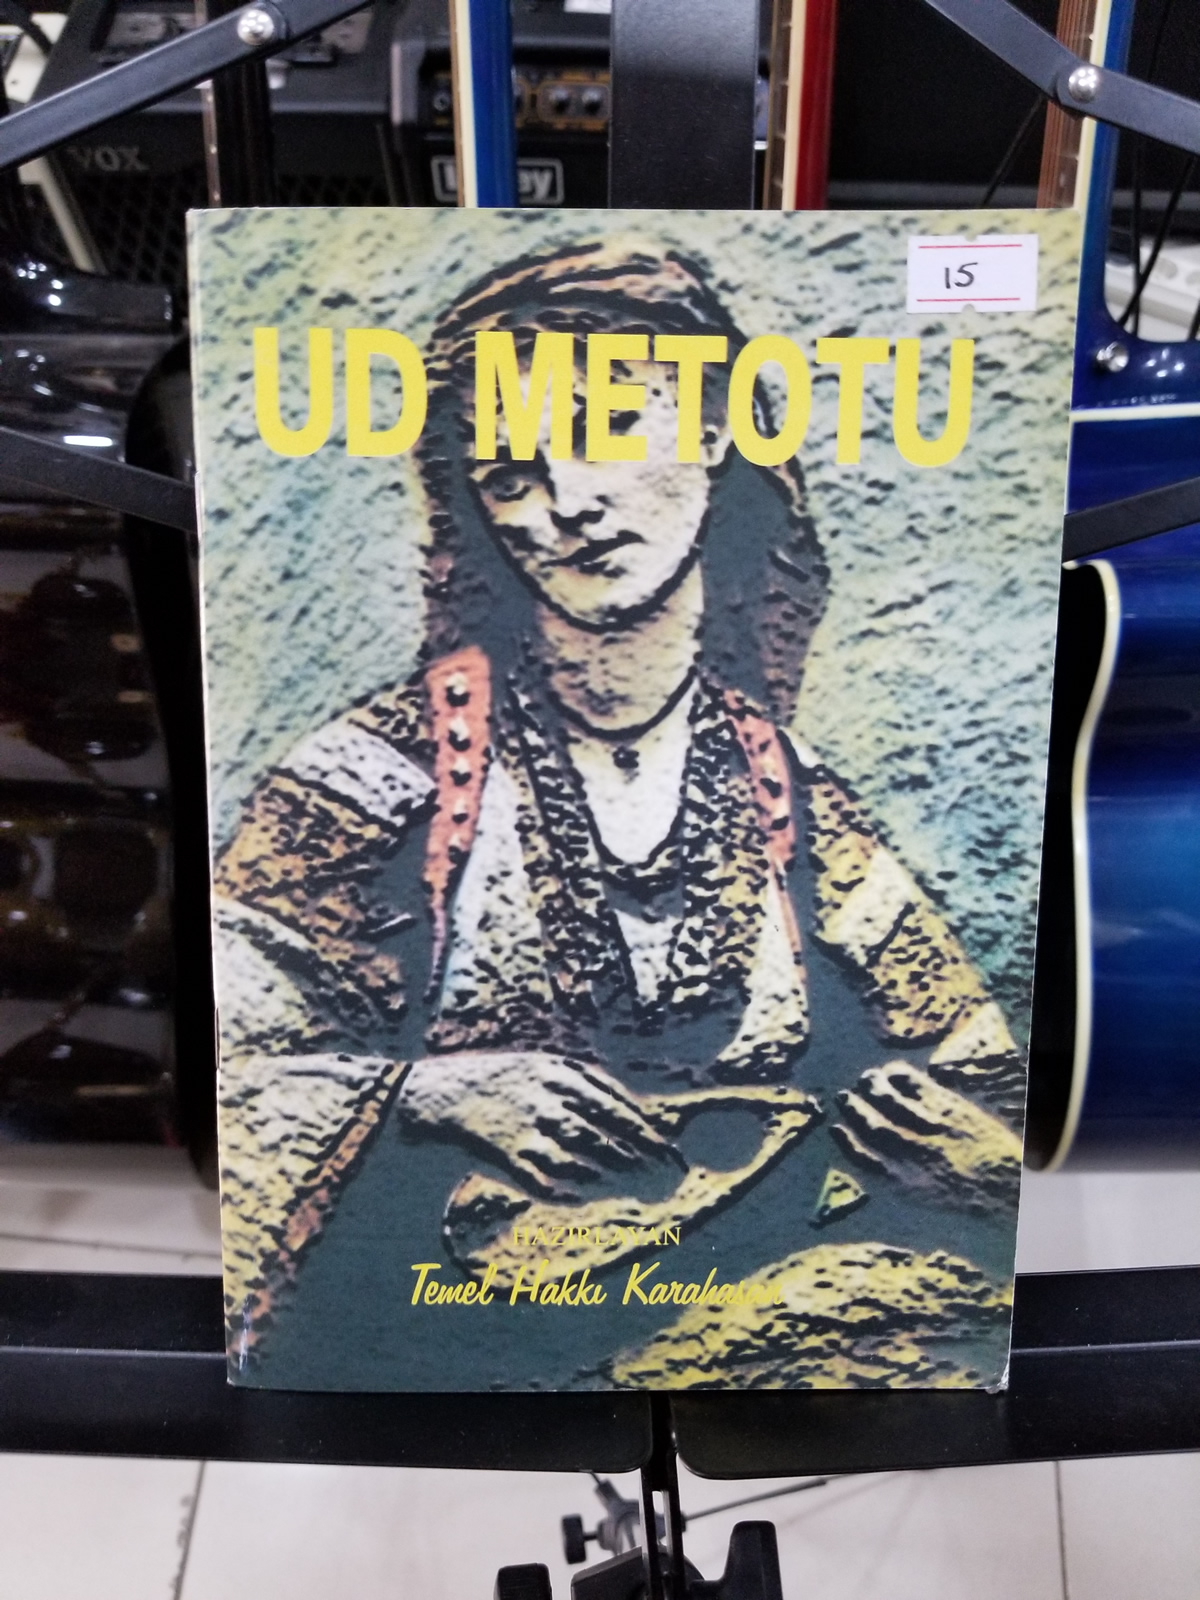 VOX
15
UD METOTU
HAZIRLAYAN
Temel Hakkı Karahasan